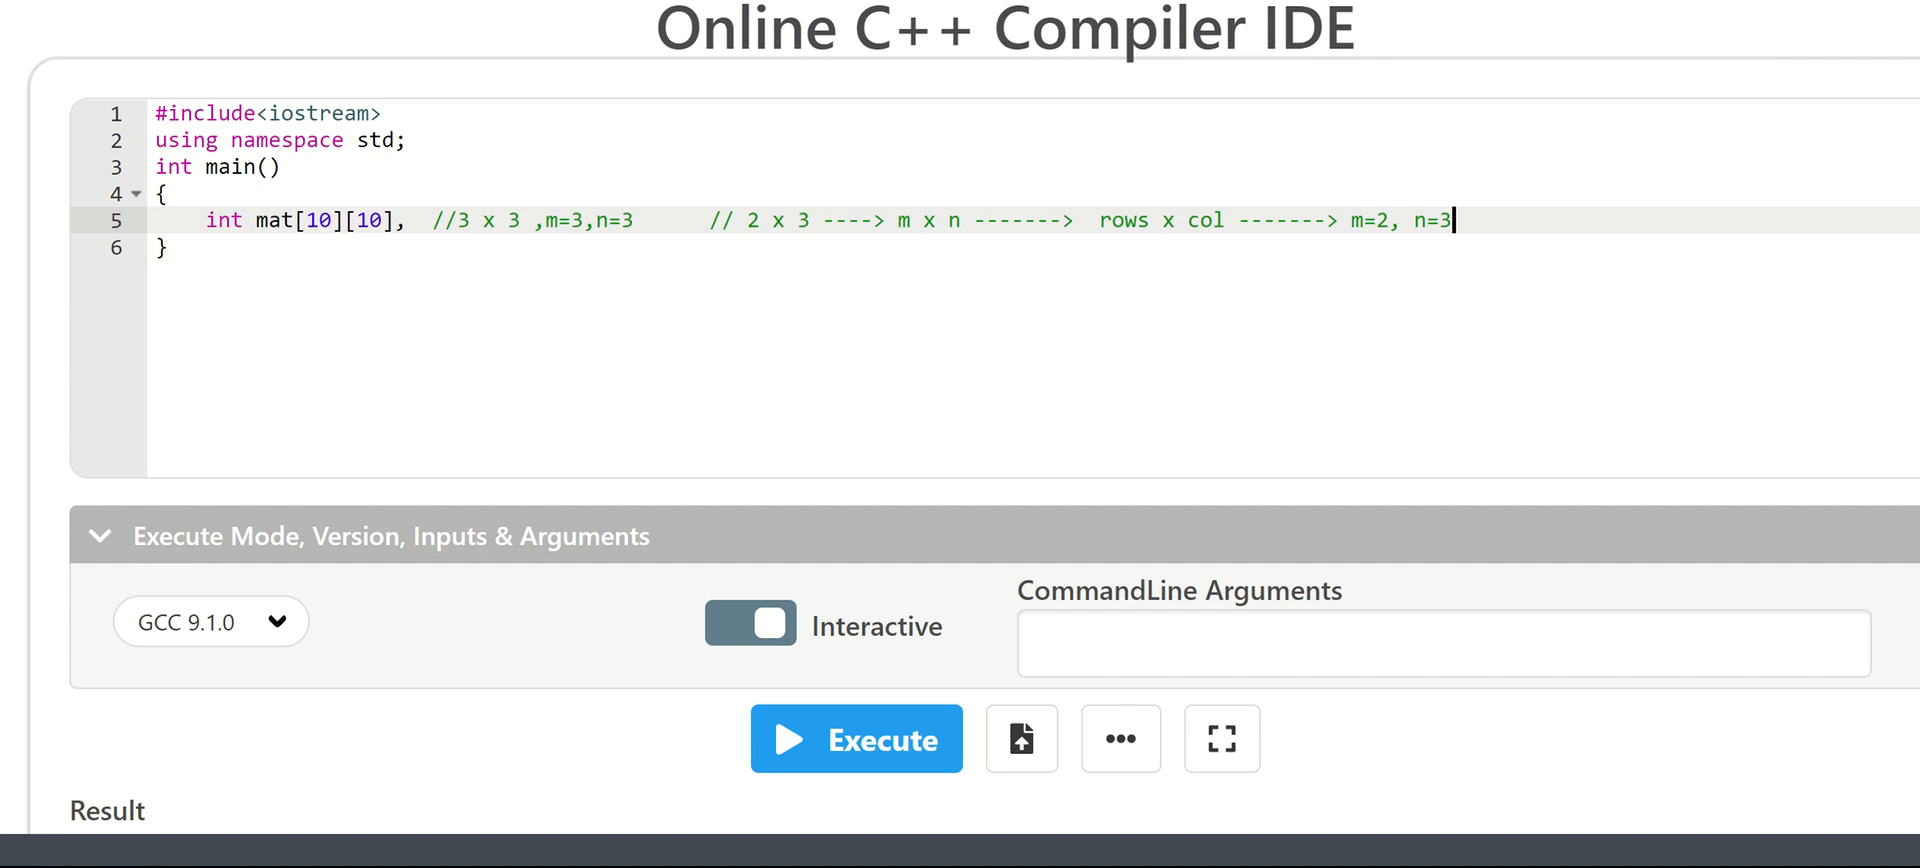 Online C++ Compiler IDE
1 #include<iostream>
2 using namespace std;
3 int main()
4 {
5 int mat[10][10], //3 x 3 ,m=3,n=3 // 2 x 3 ----> m x n -------> rows x col -------> m=2, n=3
6 }
Execute Mode, Version, Inputs & Arguments
CommandLine Arguments
GCC 9.1.0 Interactive
Execute
Result